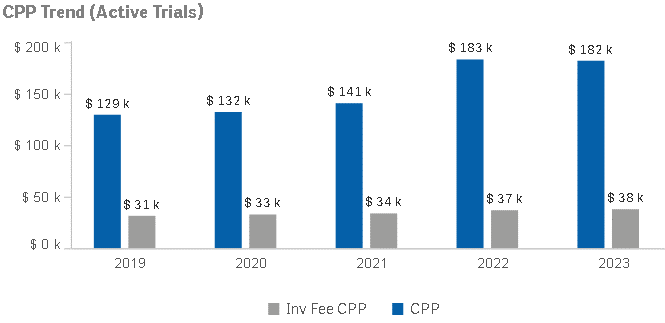 CPP Trend (Active Trials)
$ 200 k
$ 150 k
$ 100 k
$ 50 k
$ 0 k
$ 129 k
$ 31 k
$ 132 k
$ 33 k
$ 141 k
$ 34 k
$ 183 k
$ 37 k
$ 182 k
$ 38 k
2019 2020 2021 2022 2023
Inv Fee CPP CPP